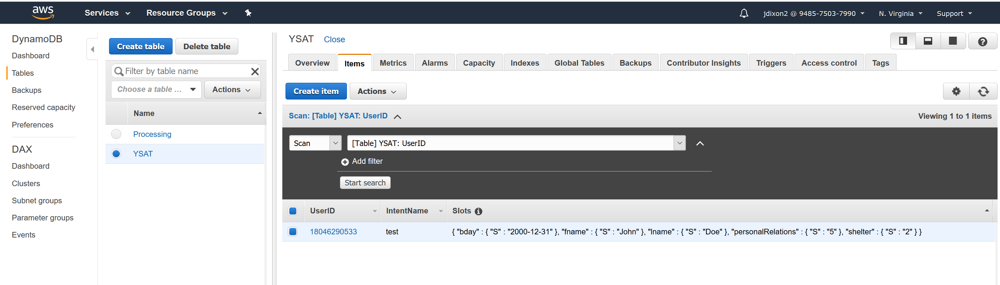 aws Services Resource Groups jdixon2 @ 9485-7503-7990 N. Virginia Support
DynamoDB
Dashboard
Tables
Backups
Reserved capacity
Preferences
DAX
Dashboard
Clusters
Subnet groups
Parameter groups
Events
Create table Delete table
Filter by table name
Choose a table ... Actions
Name
Processing
YSAT
YSAT Close
Overview Items Metrics Alarms Capacity Indexes Global Tables Backups Contributor Insights Triggers Access control Tags
Create item Actions
Scan: [Table] YSAT: UserID Viewing 1 to 1 items
Scan [Table] YSAT: UserID
Add filter
Start search
UserID IntentName Slots
18046290533 test { "bday" : { "S" : "2000-12-31" }, "fname" : { "S" : "John" }, "lname" : { "S" : "Doe" }, "personalRelations" : { "S" : "5" }, "shelter" : { "S" : "2" } }